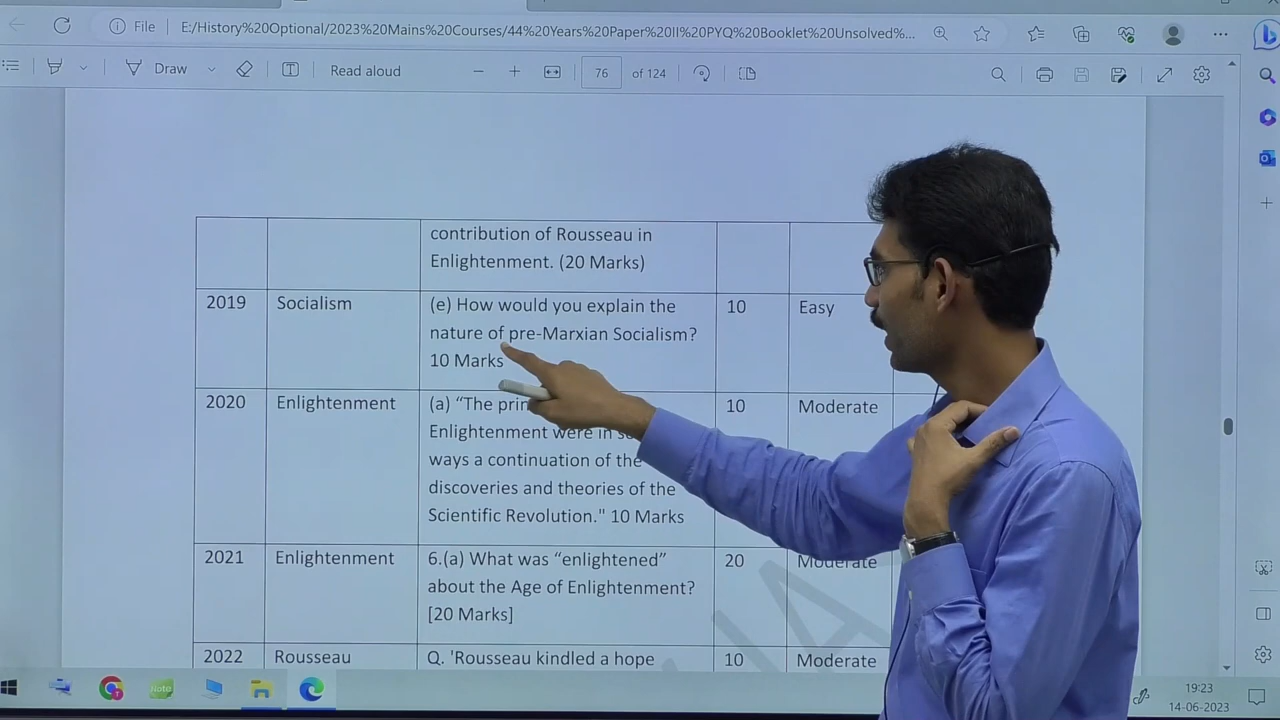 File
E:/History%20Optional/2023%20Mains%20Courses/44%20Years%20Paper%20II%20PYQ%20Booklet%20Unsolved%...
Draw
Read aloud
76
of 124
contribution of Rousseau in
Enlightenment. (20 Marks)
2019
Socialism
(e) How would you explain the
nature of pre-Marxian Socialism?
10 Marks
10
Easy
2020
Enlightenment
(a) "The
Enlightenment were in
ways a continuation of the
discoveries and theories of the
Scientific Revolution." 10 Marks
10
Moderate
2021
Enlightenment
6.(a) What was "enlightened"
about the Age of Enlightenment?
[20 Marks]
20
Moderate
2022
Rousseau
Q. 'Rousseau kindled a hope
10
Moderate
19:23
14-06-2023